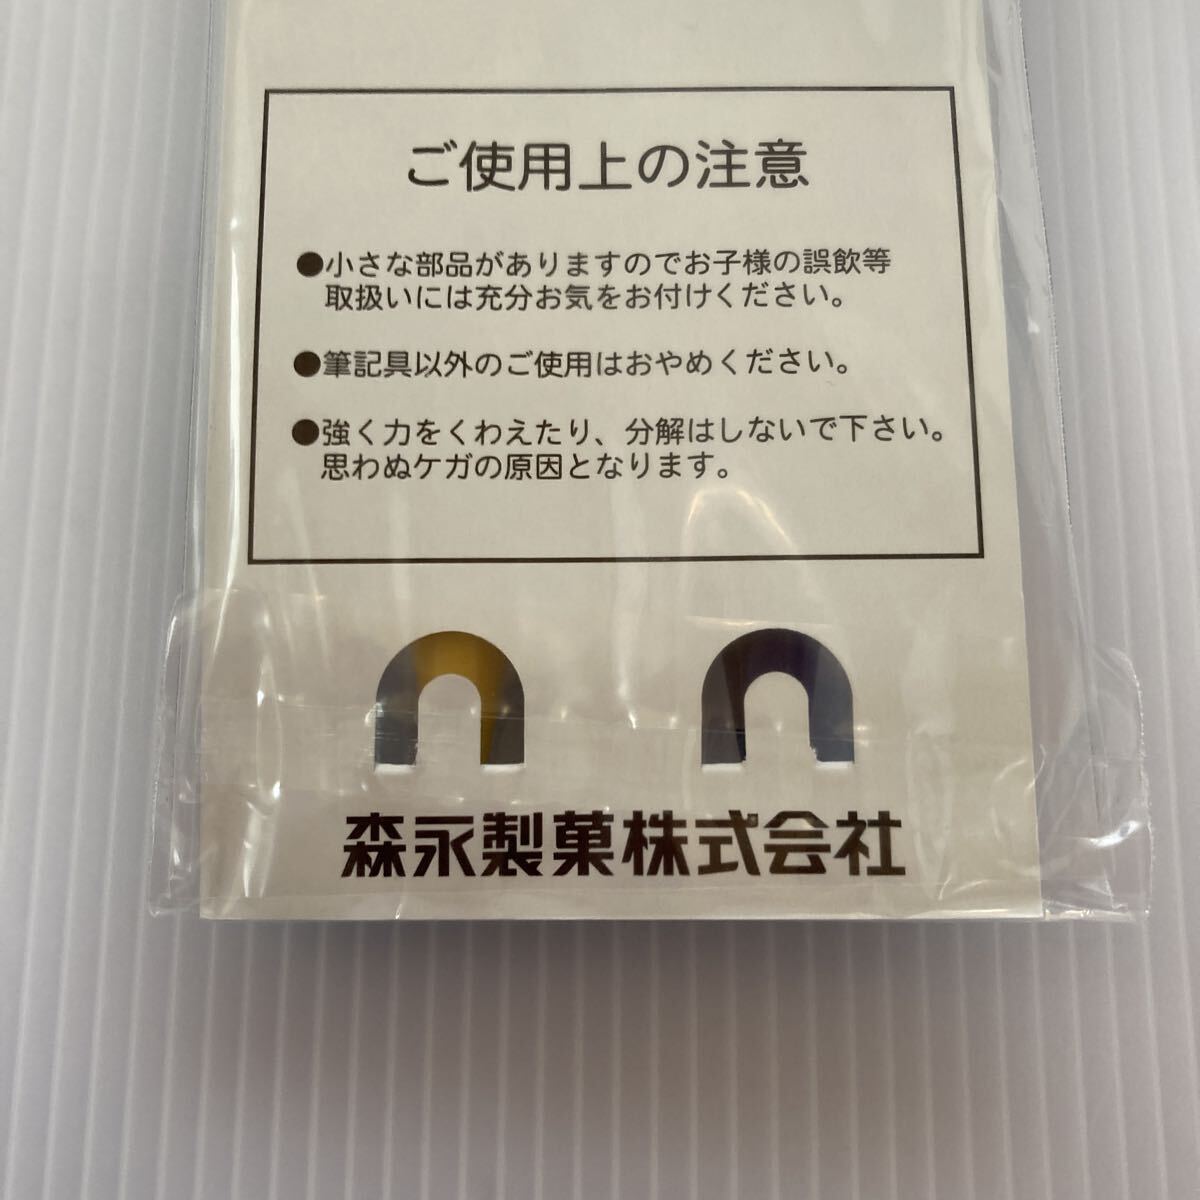 ご使用上の注意
●小さな部品がありますのでお子様の誤飲等
取扱いには充分お気をお付けください。
●筆記具以外のご使用はおやめください。
●強く力をくわえたり、分解はしないで下さい。
思わぬケガの原因となります。
森永製菓株式会社